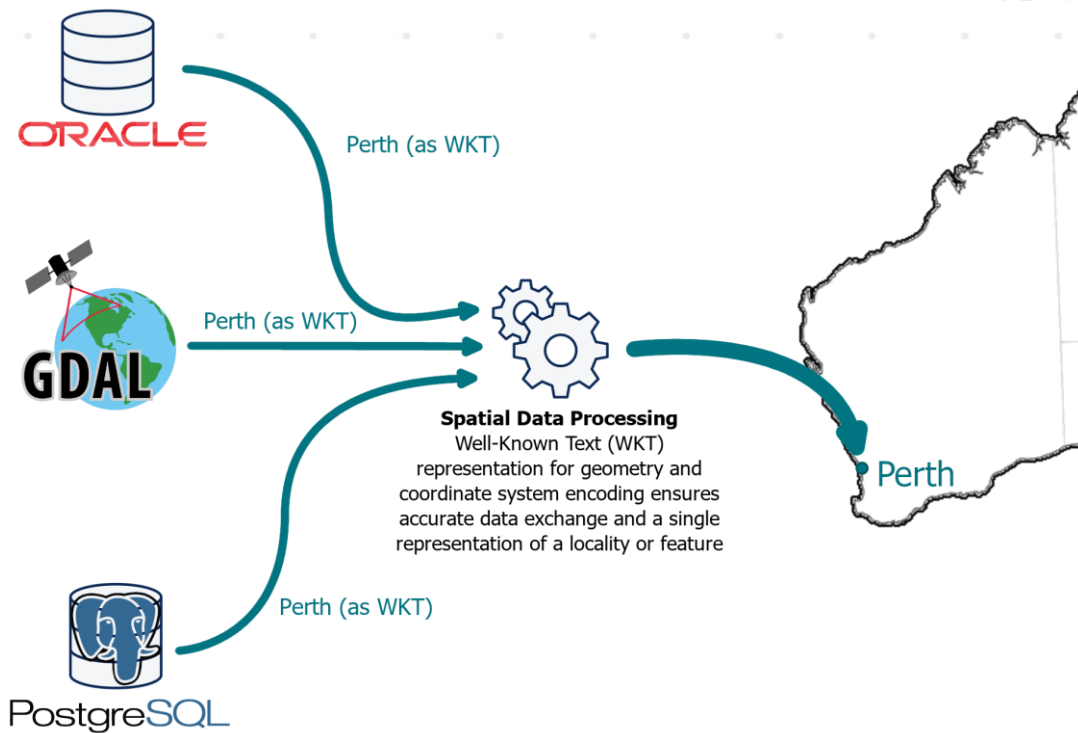 ORACLE
Perth (as WKT)
GDAL
Perth (as WKT)
Spatial Data Processing
Well-Known Text (WKT)
representation for geometry and
coordinate system encoding ensures
accurate data exchange and a single
representation of a locality or feature
Perth
Perth (as WKT)
PostgreSQL